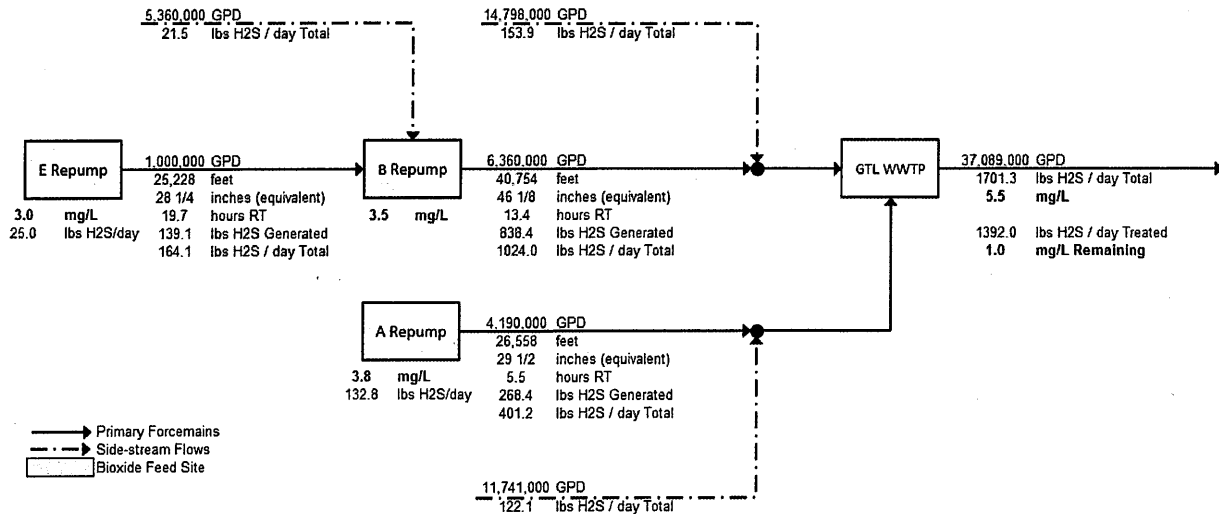 5,360,000 GPD
21.5 lbs H2S / day Total
14,798,000 GPD
153.9 lbs H2S / day Total
E Repump
1,000,000 GPD
25,228 feet
28 1/4 inches (equivalent)
19.7 hours RT
139.1 lbs H2S Generated
164.1 lbs H2S / day Total
3.0 mg/L
25.0 lbs H2S/day
B Repump
3.5 mg/L
6,360,000 GPD
40,754 feet
46 1/8 inches (equivalent)
13.4 hours RT
838.4 lbs H2S Generated
1024.0 lbs H2S / day Total
GTL WWTP
37,089,000 GPD
1701.3 lbs H2S / day Total
5.5 mg/L
1392.0 lbs H2S / day Treated
1.0 mg/L Remaining
A Repump
3.8 mg/L
132.8 lbs H2S/day
4,190,000 GPD
26,558 feet
29 1/2 inches (equivalent)
5.5 hours RT
268.4 lbs H2S Generated
401.2 lbs H2S / day Total
Primary Forcemains
Side-stream Flows
Bioxide Feed Site
11,741,000 GPD
122.1 lbs H2S / day Total